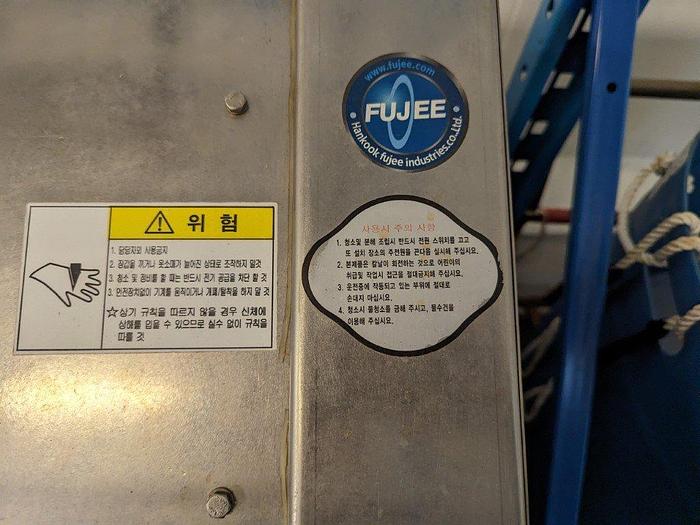 www.fujee.com
FUJEE
Hankook fujee industries co.,Ltd.
위 험
1. 담당자외 사용금지
2. 장갑을 끼거나 옷소매가 늘어진 상태로 조작하지 말것
3. 청소 및 정비를 할 때는 반드시 전기 공급을 차단 할 것
3. 안전장치없이 기계를 움직이거나 개폐/탈착을 하지 말 것
☆상기 규칙을 따르지 않을 경우 신체에
상해를 입을 수 있으므로 실수 없이 규칙을
따를 것
사용시 주의 사항
1. 청소및 분해 조립시 반드시 전원 스위치를 끄고
또 설치 장소의 주전원을 끈다음 실시해 주십시요.
2. 본제품은 칼날이 회전하는 것으로 어린이의
취급및 작업시 접근을 절대금지해 주십시요.
3. 운전중에 작동되고 있는 부위에 절대로
손대지 마십시요.
4. 청소시 물청소를 금해 주시고, 물수건을
이용해 주십시요.